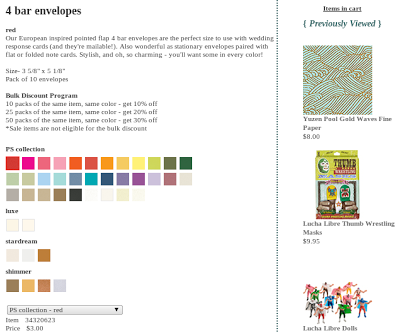 4 bar envelopes
red
Our European inspired pointed flap 4 bar envelopes are the perfect size to use with wedding
response cards (and they're mailable!). Also wonderful as stationery envelopes paired with
flat or folded note cards. Stylish, and oh, so charming - you'll want some in every color!
Size- 3 5/8" x 5 1/8"
Pack of 10 envelopes
Bulk Discount Program
10 packs of the same item, same color - get 10% off
25 packs of the same item, same color - get 20% off
50 packs of the same item, same color - get 30% off
*Sale items are not eligible for the bulk discount
PS collection
luxe
stardream
shimmer
PS collection - red
Item 34320623
Price .$3.00
Items in cart
{ Previously Viewed }
Yuzen Pool Gold Waves Fine
Paper
$8.00
THUMB
WRESTLING
Lucha Libre Thumb Wrestling
Masks
$9.95
Lucha Libre Dolls